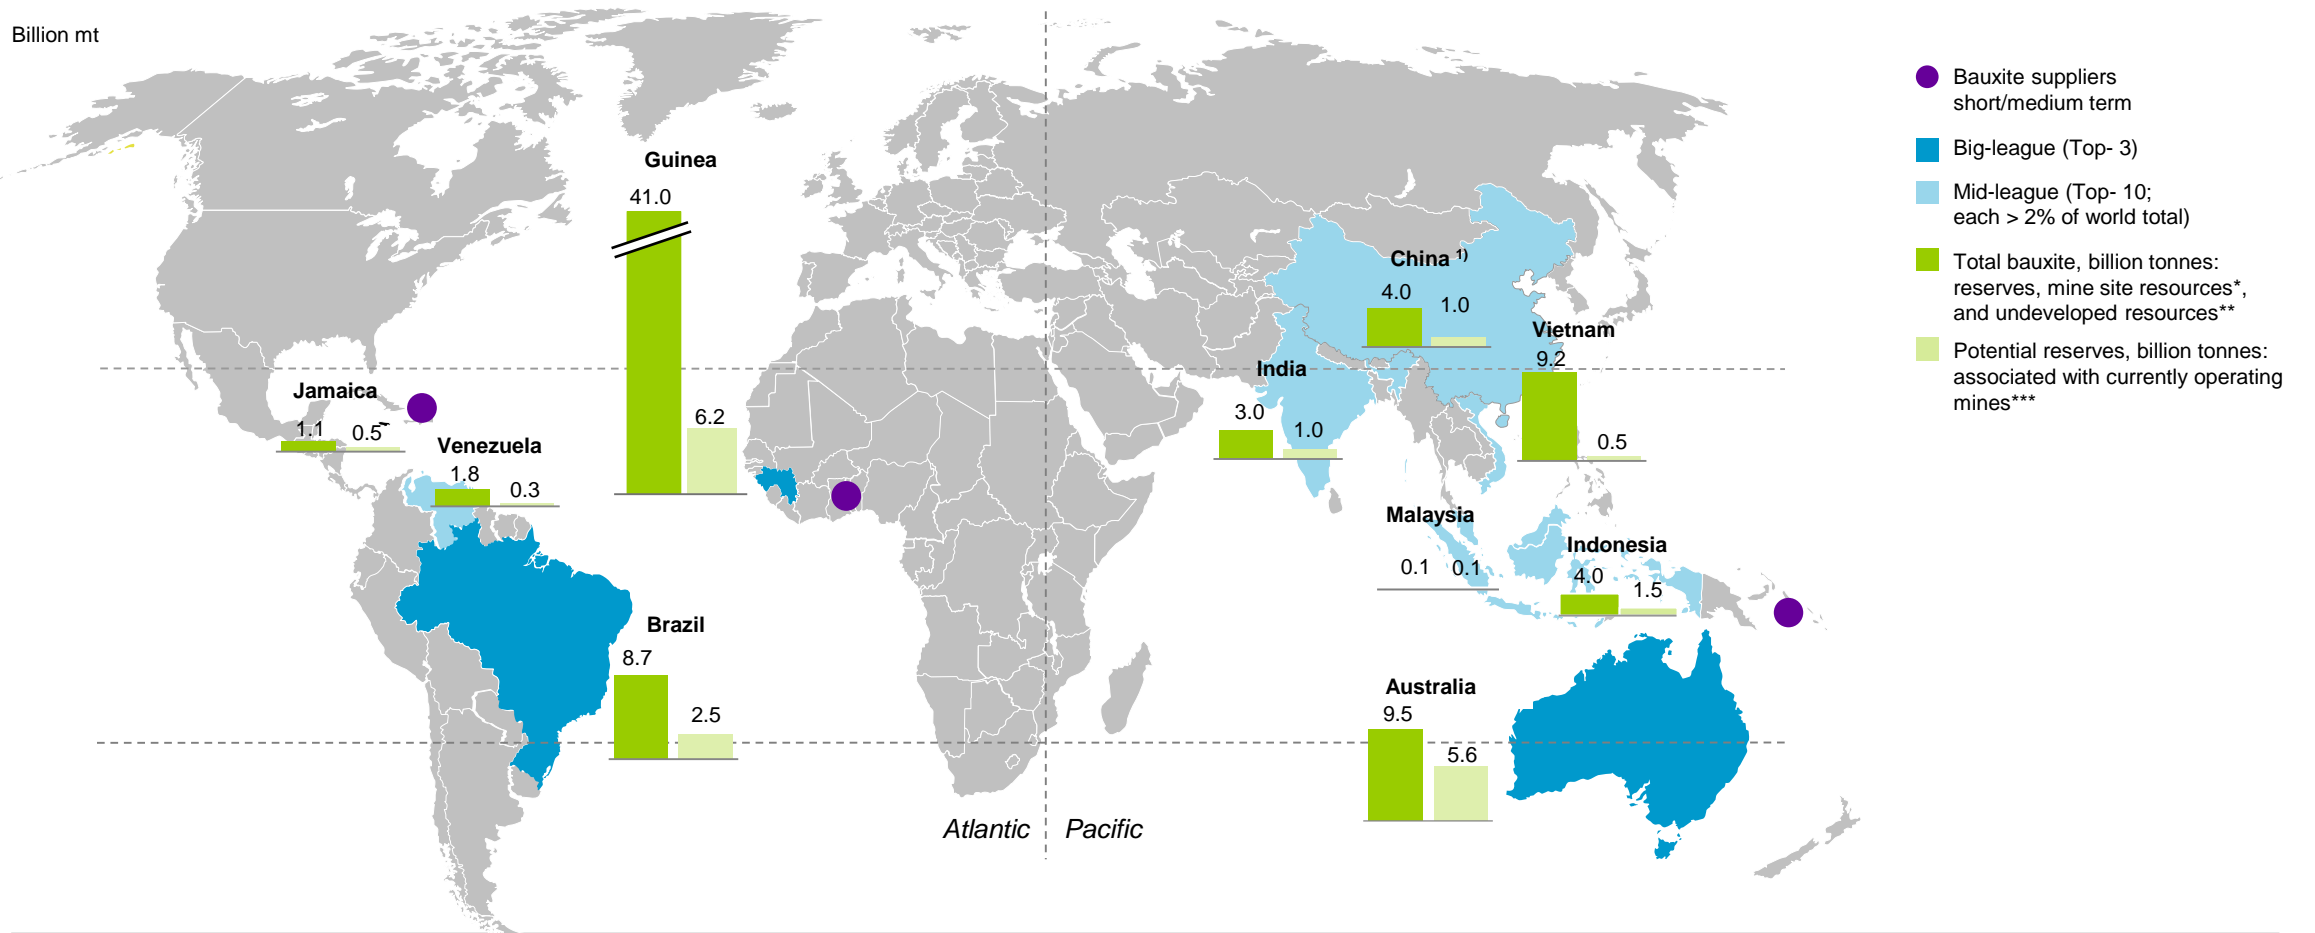 Billion mt
Bauxite suppliers
short/medium term
Big-league (Top- 3)
Mid-league (Top- 10;
each > 2% of world total)
Total bauxite, billion tonnes:
reserves, mine site resources*,
and undeveloped resources**
Potential reserves, billion tonnes:
associated with currently operating
mines***
Guinea
41.0
6.2
China 1)
4.0
1.0
Vietnam
9.2
0.5
India
3.0
1.0
Jamaica
1.1
0.5
Venezuela
1.8
0.3
Malaysia
0.1
0.1
Indonesia
4.0
1.5
Brazil
8.7
2.5
Australia
9.5
5.6
Atlantic
Pacific